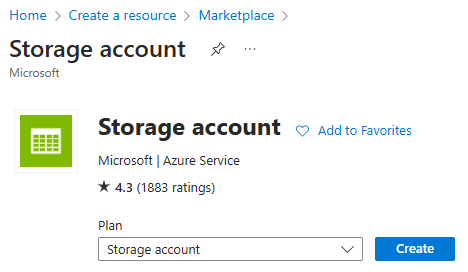 Home > Create a resource > Marketplace >
Storage account ...
Microsoft
Storage account Add to Favorites
Microsoft | Azure Service
★ 4.3 (1883 ratings)
Plan
Storage account Create